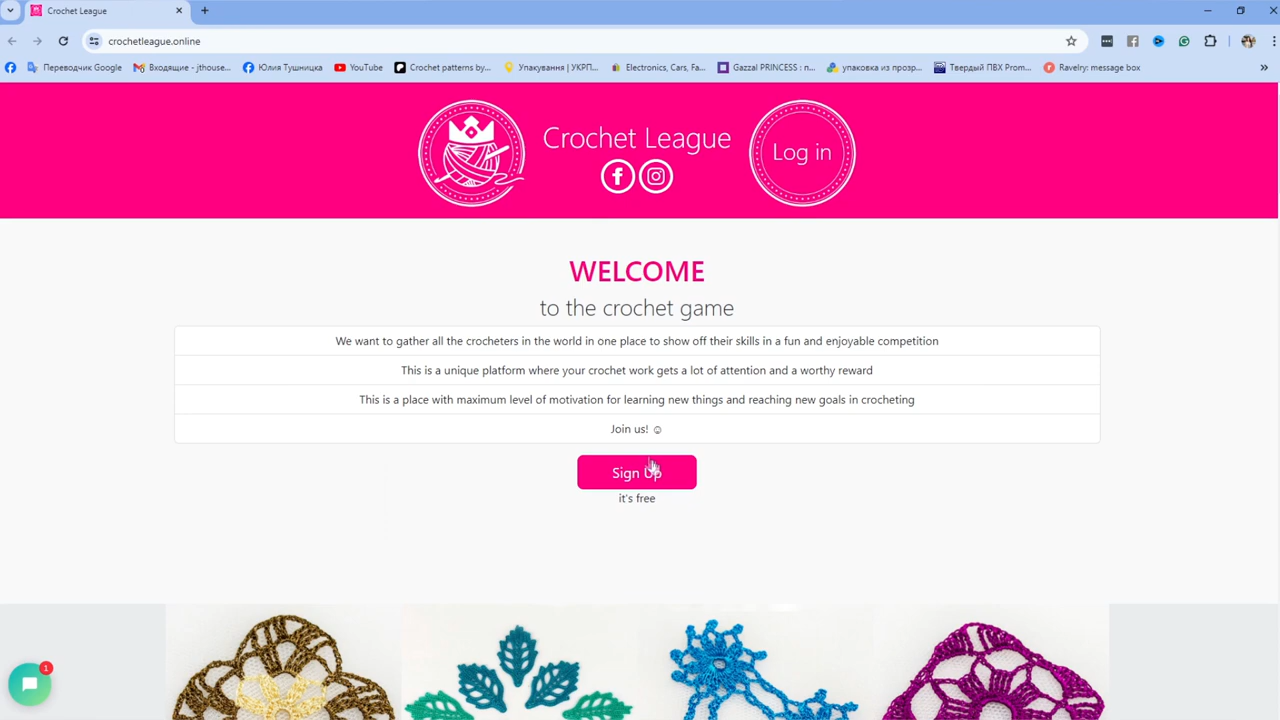 Crochet League
crochetleague.online
Переводчик Google
Входящие - jthouse...
Юлия Тушницка
YouTube
Crochet patterns by...
Упакування | УКРП...
Electronics, Cars, Fa...
Gazzal PRINCESS : п...
упаковка из прозр...
Твердый ПВХ Prom...
Ravelry: message box
Crochet League
Log in
WELCOME
to the crochet game
We want to gather all the crocheters in the world in one place to show off their skills in a fun and enjoyable competition
This is a unique platform where your crochet work gets a lot of attention and a worthy reward
This is a place with maximum level of motivation for learning new things and reaching new goals in crocheting
Join us! ☺
Sign Up
it's free
1